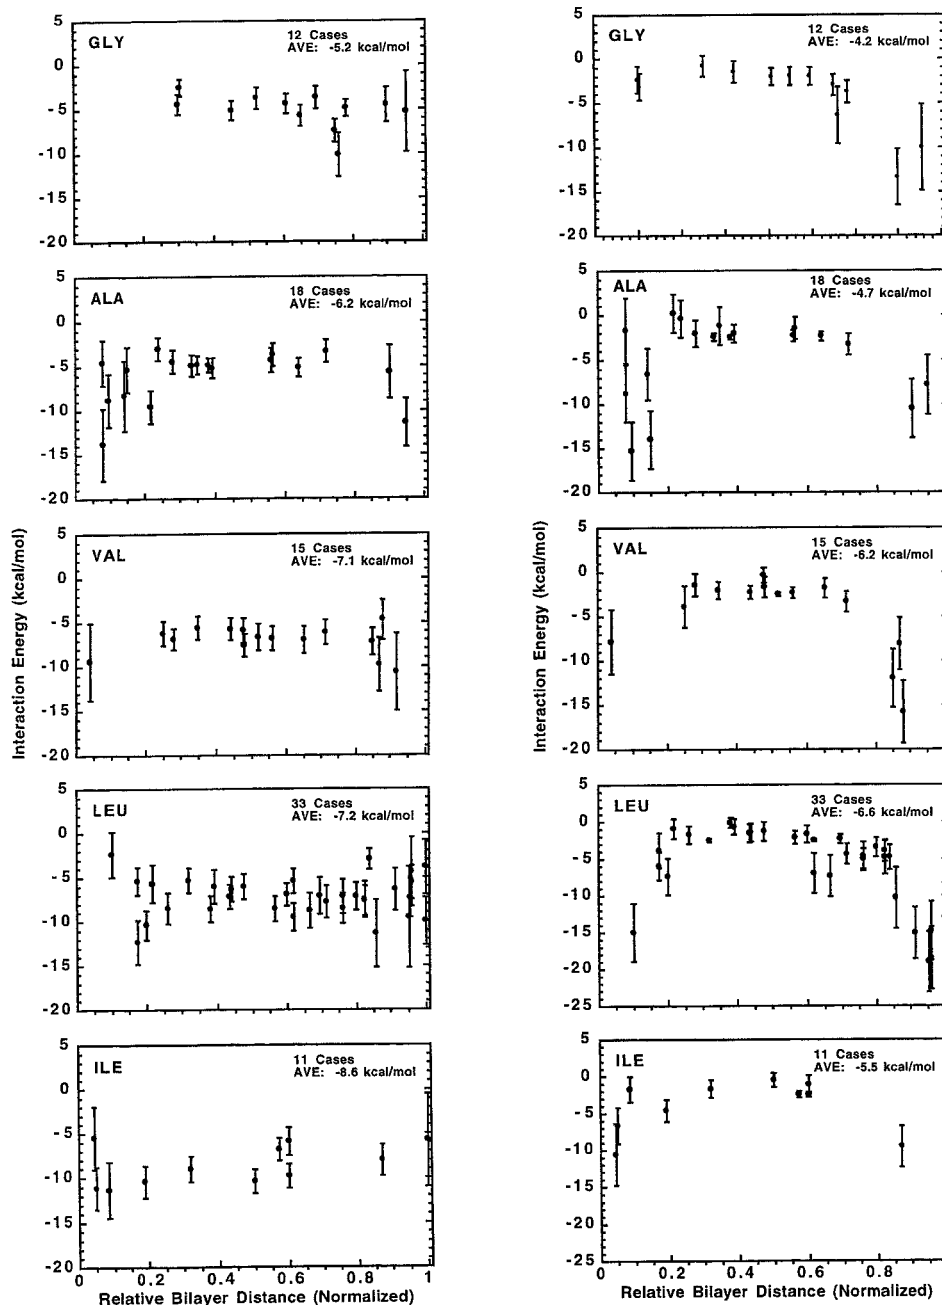 GLY
12 Cases
AVE: -5.2 kcal/mol
5
0
-5
-10
-15
-20
ALA
18 Cases
AVE: -6.2 kcal/mol
5
0
-5
-10
-15
-20
VAL
15 Cases
AVE: -7.1 kcal/mol
5
0
-5
-10
-15
-20
LEU
33 Cases
AVE: -7.2 kcal/mol
5
0
-5
-10
-15
-20
ILE
11 Cases
AVE: -8.6 kcal/mol
5
0
-5
-10
-15
-20
0 0.2 0.4 0.6 0.8 1
Relative Bilayer Distance (Normalized)
Interaction Energy (kcal/mol)
GLY
12 Cases
AVE: -4.2 kcal/mol
5
0
-5
-10
-15
-20
ALA
18 Cases
AVE: -4.7 kcal/mol
5
0
-5
-10
-15
-20
VAL
15 Cases
AVE: -6.2 kcal/mol
5
0
-5
-10
-15
-20
LEU
33 Cases
AVE: -6.6 kcal/mol
5
0
-5
-10
-15
-20
-25
ILE
11 Cases
AVE: -5.5 kcal/mol
5
0
-5
-10
-15
-20
-25
0 0.2 0.4 0.6 0.8
Relative Bilayer Distance (Normalized)
Interaction Energy (kcal/mol)